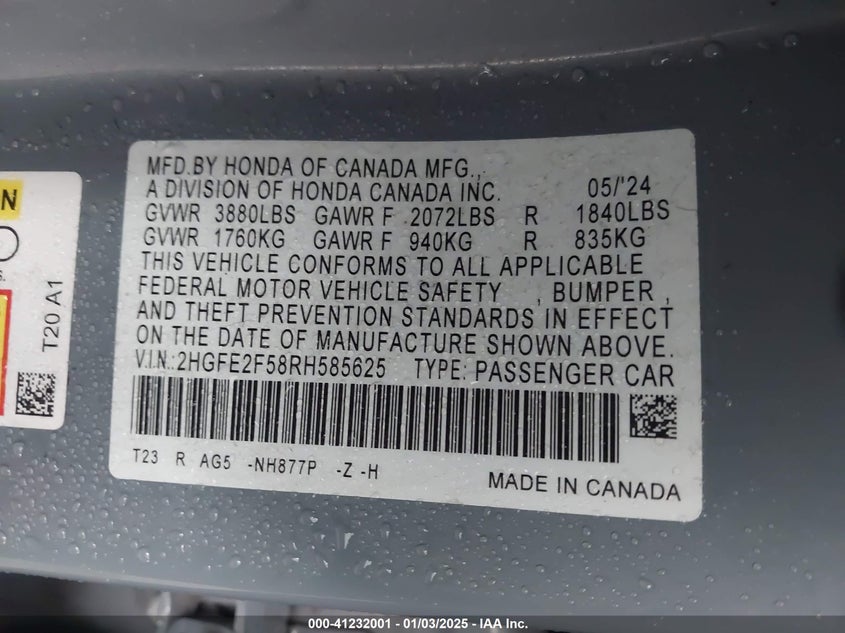 MFD.BY HONDA OF CANADA MFG.,
A DIVISION OF HONDA CANADA INC. 05/'24
GVWR 3880LBS GAWR F 2072LBS R 1840LBS
GVWR 1760KG GAWR F 940KG R 835KG
THIS VEHICLE CONFORMS TO ALL APPLICABLE
FEDERAL MOTOR VEHICLE SAFETY , BUMPER ,
AND THEFT PREVENTION STANDARDS IN EFFECT
ON THE DATE OF MANUFACTURE SHOWN ABOVE.
V.I.N.:2HGFE2F58RH585625 TYPE: PASSENGER CAR
T23 R AG5 -NH877P -Z -H
MADE IN CANADA
N
s.
T20 A1
000-41232001 - 01/03/2025 - IAA Inc.